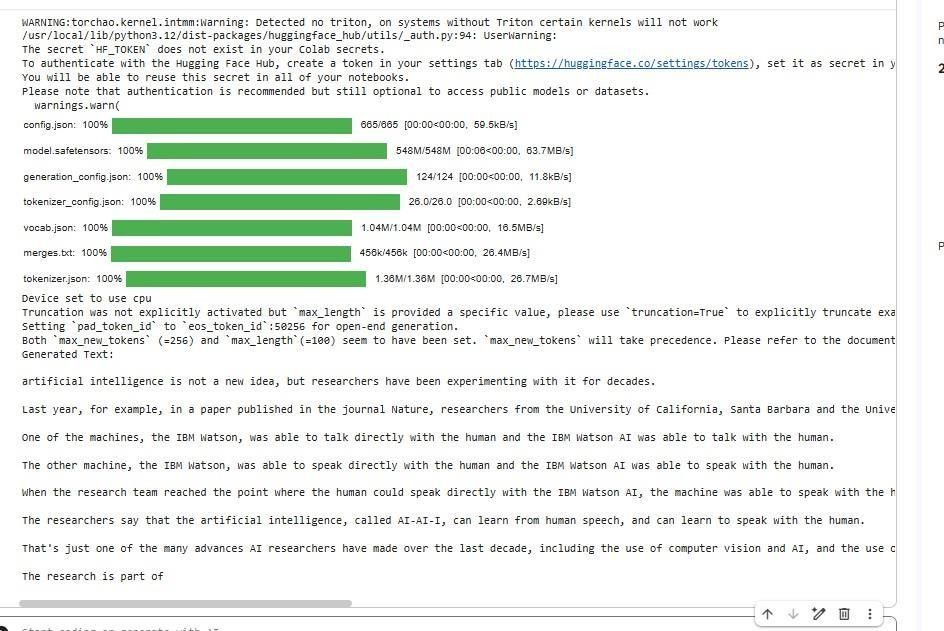 WARNING:torchao.kernel.intmm:Warning: Detected no triton, on systems without Triton certain kernels will not work
/usr/local/lib/python3.12/dist-packages/huggingface_hub/utils/_auth.py:94: UserWarning:
The secret `HF_TOKEN` does not exist in your Colab secrets.
To authenticate with the Hugging Face Hub, create a token in your settings tab (https://huggingface.co/settings/tokens), set it as secret in y
You will be able to reuse this secret in all of your notebooks.
Please note that authentication is recommended but still optional to access public models or datasets.
warnings.warn(
config.json: 100% 665/665 [00:00<00:00, 59.5kB/s]
model.safetensors: 100% 548M/548M [00:06<00:00, 63.7MB/s]
generation_config.json: 100% 124/124 [00:00<00:00, 11.8kB/s]
tokenizer_config.json: 100% 26.0/26.0 [00:00<00:00, 2.69kB/s]
vocab.json: 100% 1.04M/1.04M [00:00<00:00, 16.5MB/s]
merges.txt: 100% 456k/456k [00:00<00:00, 26.4MB/s]
tokenizer.json: 100% 1.36M/1.36M [00:00<00:00, 26.7MB/s]
Device set to use cpu
Truncation was not explicitly activated but `max_length` is provided a specific value, please use `truncation=True` to explicitly truncate exa
Setting `pad_token_id` to `eos_token_id`:50256 for open-end generation.
Both `max_new_tokens` (=256) and `max_length`(=100) seem to have been set. `max_new_tokens` will take precedence. Please refer to the document
Generated Text:
artificial intelligence is not a new idea, but researchers have been experimenting with it for decades.
Last year, for example, in a paper published in the journal Nature, researchers from the University of California, Santa Barbara and the Unive
One of the machines, the IBM Watson, was able to talk directly with the human and the IBM Watson AI was able to talk with the human.
The other machine, the IBM Watson, was able to speak directly with the human and the IBM Watson AI was able to speak with the human.
When the research team reached the point where the human could speak directly with the IBM Watson AI, the machine was able to speak with the h
The researchers say that the artificial intelligence, called AI-AI-I, can learn from human speech, and can learn to speak with the human.
That's just one of the many advances AI researchers have made over the last decade, including the use of computer vision and AI, and the use o
The research is part of